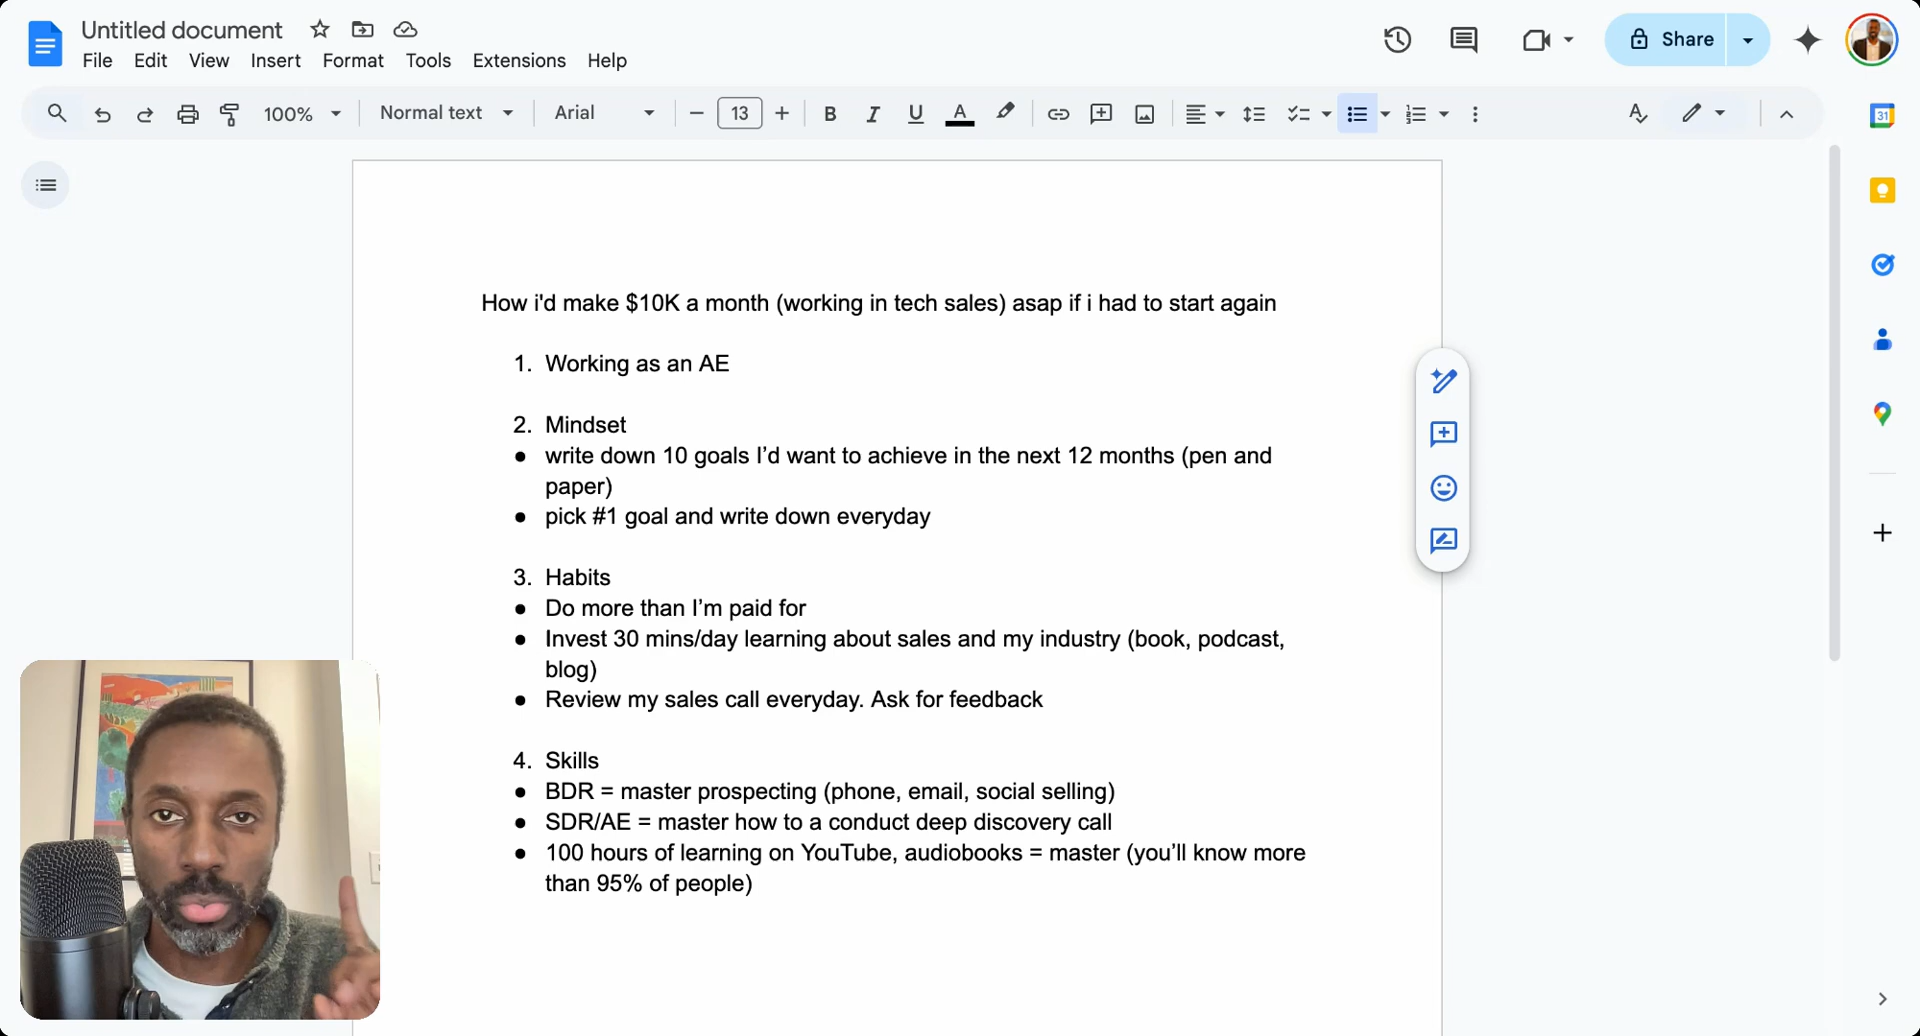 Untitled document
File Edit View Insert Format Tools Extensions Help
Share
100% Normal text Arial 13 B I U A
31
How i'd make $10K a month (working in tech sales) asap if i had to start again
1. Working as an AE
2. Mindset
● write down 10 goals I’d want to achieve in the next 12 months (pen and
paper)
● pick #1 goal and write down everyday
3. Habits
● Do more than I’m paid for
● Invest 30 mins/day learning about sales and my industry (book, podcast,
blog)
● Review my sales call everyday. Ask for feedback
4. Skills
● BDR = master prospecting (phone, email, social selling)
● SDR/AE = master how to a conduct deep discovery call
● 100 hours of learning on YouTube, audiobooks = master (you’ll know more
than 95% of people)